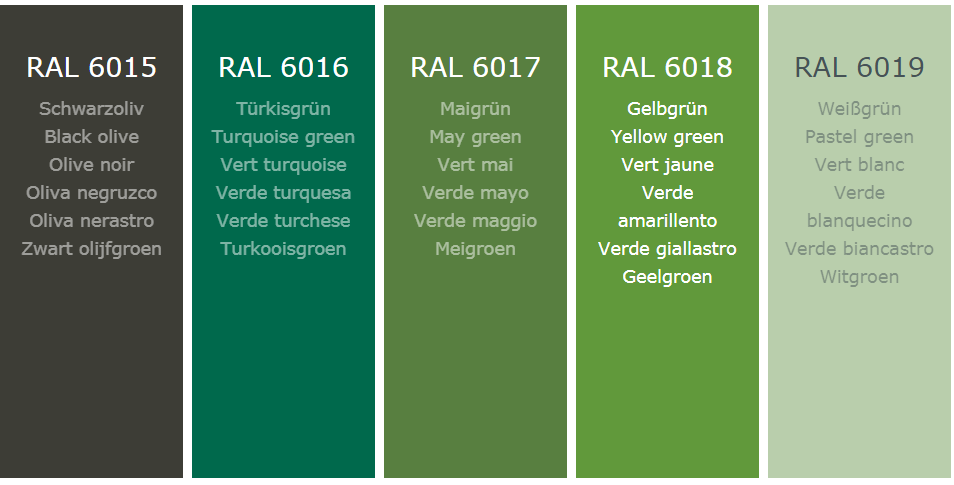 RAL 6015
Schwarzoliv
Black olive
Olive noir
Oliva negruzco
Oliva nerastro
Zwart olijfgroen
RAL 6016
Türkisgrün
Turquoise green
Vert turquoise
Verde turquesa
Verde turchese
Turkooisgroen
RAL 6017
Maigrün
May green
Vert mai
Verde mayo
Verde maggio
Meigroen
RAL 6018
Gelbgrün
Yellow green
Vert jaune
Verde
amarillento
Verde giallastro
Geelgroen
RAL 6019
Weißgrün
Pastel green
Vert blanc
Verde
blanquecino
Verde biancastro
Witgroen